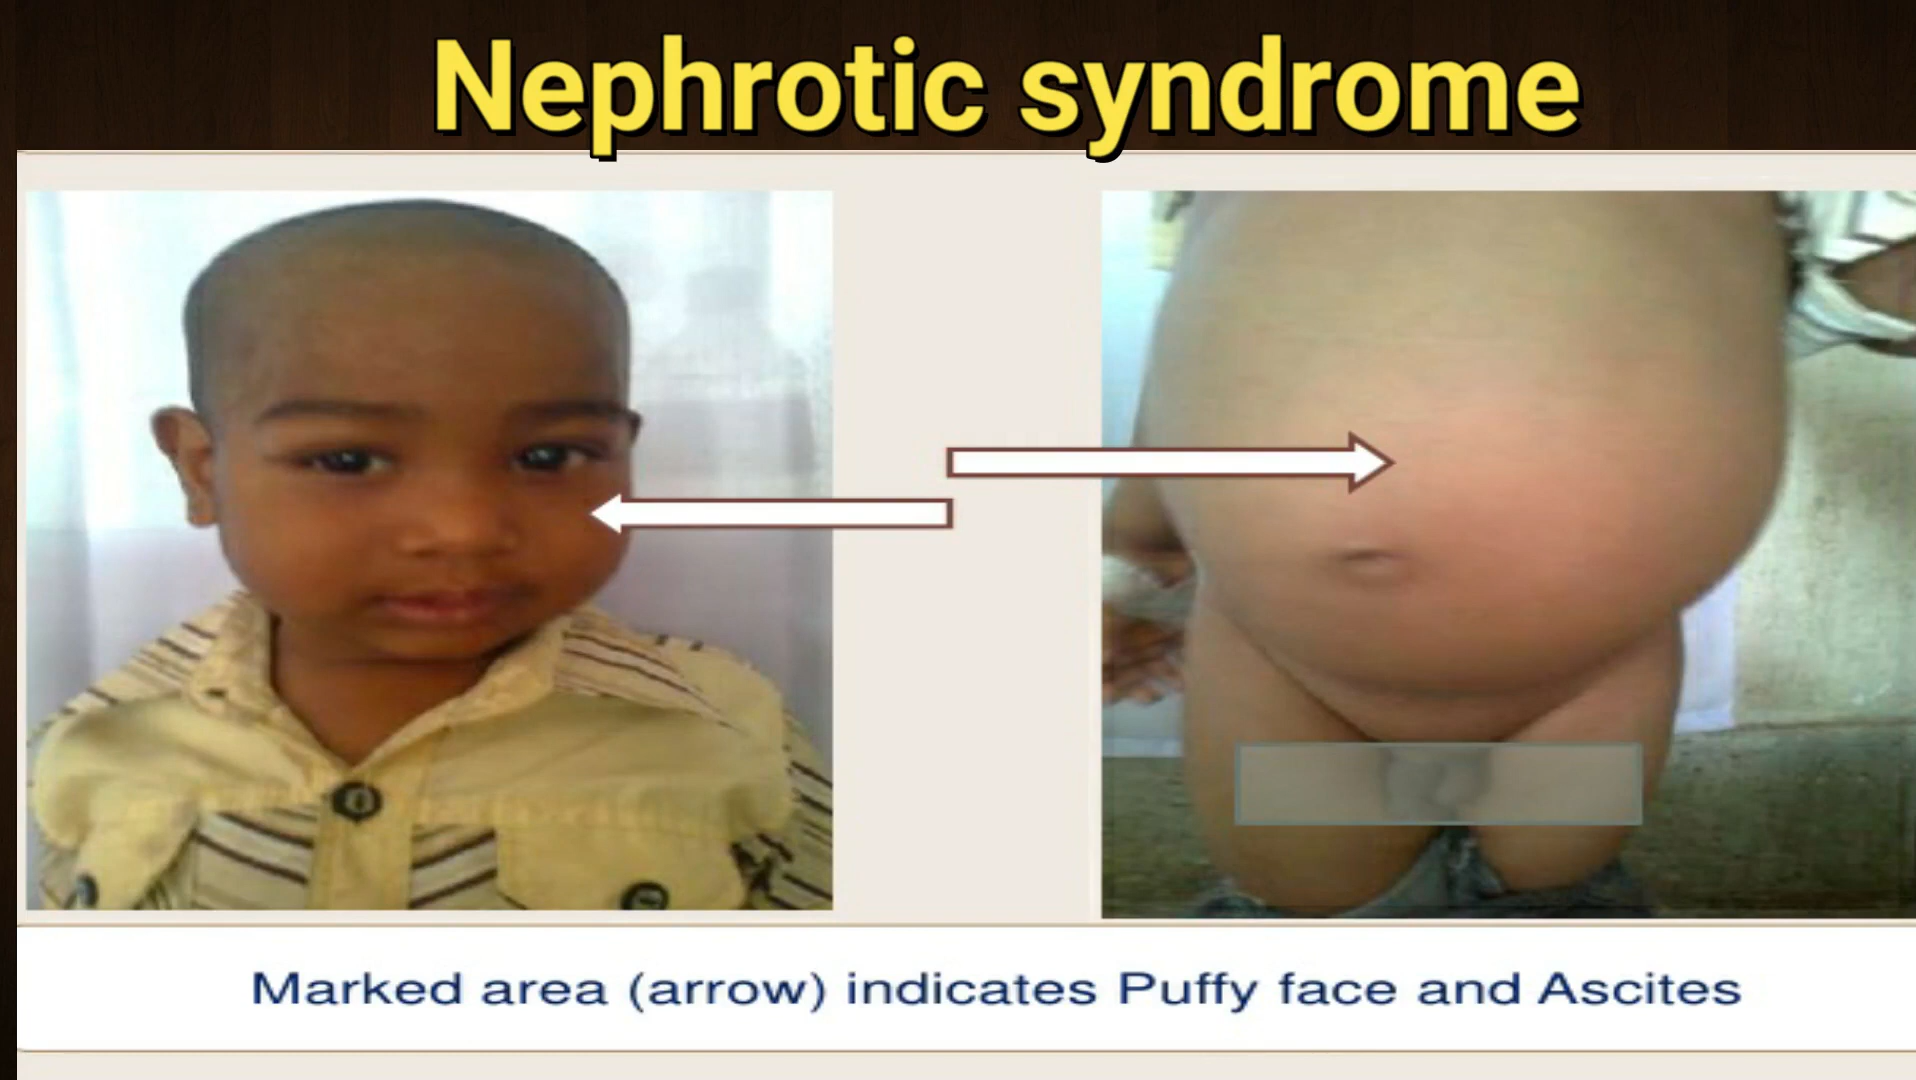 Nephrotic syndrome
Marked area (arrow) indicates Puffy face and Ascites